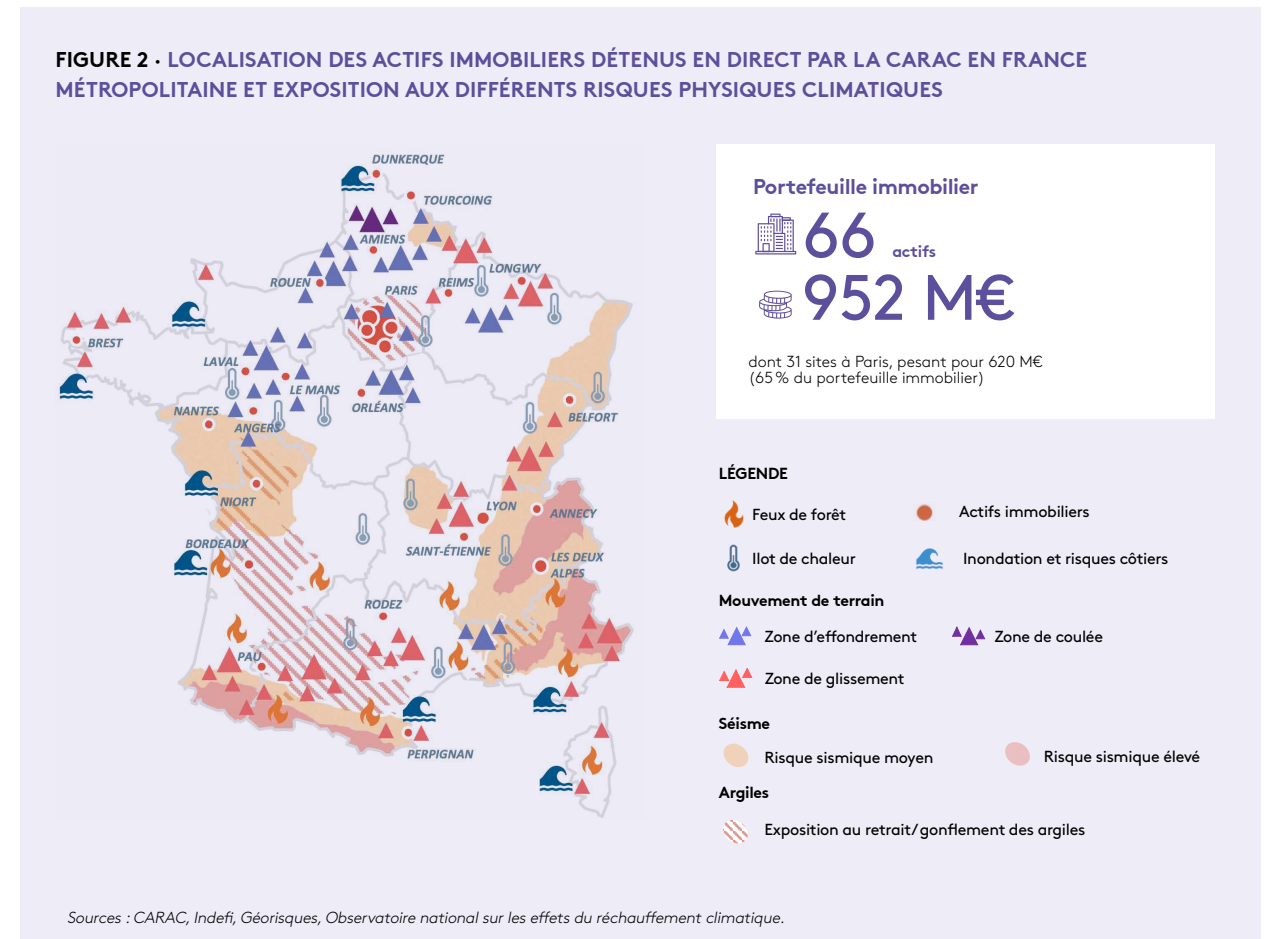 FIGURE 2 · LOCALISATION DES ACTIFS IMMOBILIERS DÉTENUS EN DIRECT PAR LA CARAC EN FRANCE
MÉTROPOLITAINE ET EXPOSITION AUX DIFFÉRENTS RISQUES PHYSIQUES CLIMATIQUES
DUNKERQUE
TOURCOING
AMIENS
LONGWY
ROUEN
REIMS
PARIS
BREST
LAVAL
LE MANS
ORLÉANS
NANTES
ANGERS
BELFORT
NIORT
LYON
ANNECY
BORDEAUX
SAINT-ÉTIENNE
LES DEUX
ALPES
RODEZ
PAU
PERPIGNAN
Portefeuille immobilier
66 actifs
952 M€
dont 31 sites à Paris, pesant pour 620 M€
(65 % du portefeuille immobilier)
LÉGENDE
Feux de forêt
Actifs immobiliers
Ilot de chaleur
Inondation et risques côtiers
Mouvement de terrain
Zone d'effondrement
Zone de coulée
Zone de glissement
Séisme
Risque sismique moyen
Risque sismique élevé
Argiles
Exposition au retrait/gonflement des argiles
Sources : CARAC, Indefi, Géorisques, Observatoire national sur les effets du réchauffement climatique.